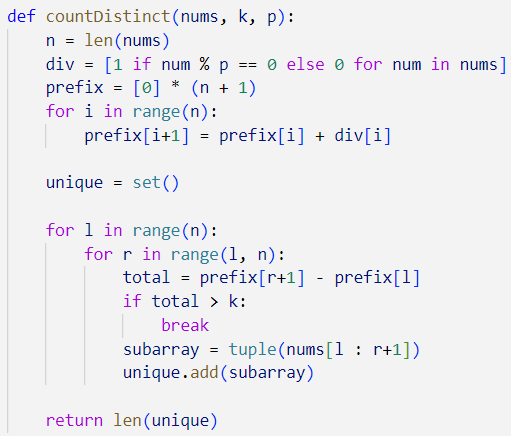 def countDistinct(nums, k, p):
    n = len(nums)
    div = [1 if num % p == 0 else 0 for num in nums]
    prefix = [0] * (n + 1)
    for i in range(n):
        prefix[i+1] = prefix[i] + div[i]

    unique = set()

    for l in range(n):
        for r in range(l, n):
            total = prefix[r+1] - prefix[l]
            if total > k:
                break
            subarray = tuple(nums[l : r+1])
            unique.add(subarray)

    return len(unique)